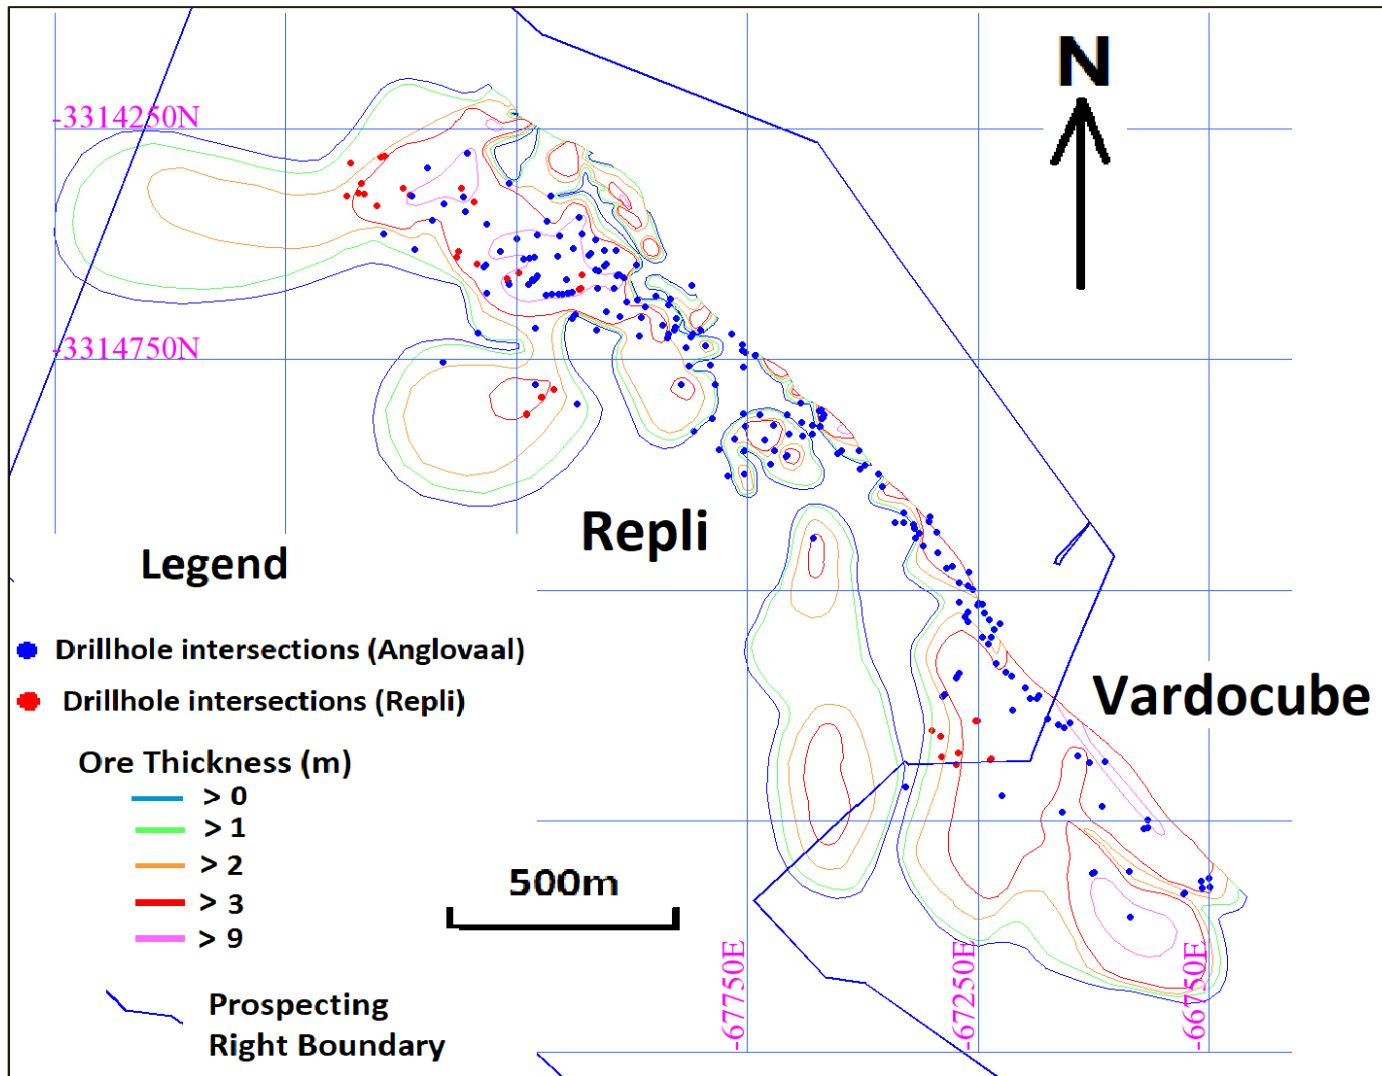 N
-3314250N
-3314750N
Repli
Legend
Drillhole intersections (Anglovaal)
Drillhole intersections (Repli)
Vardocube
Ore Thickness (m)
> 0
> 1
> 2
> 3
> 9
500m
-67750E
-67250E
-66750E
Prospecting
Right Boundary